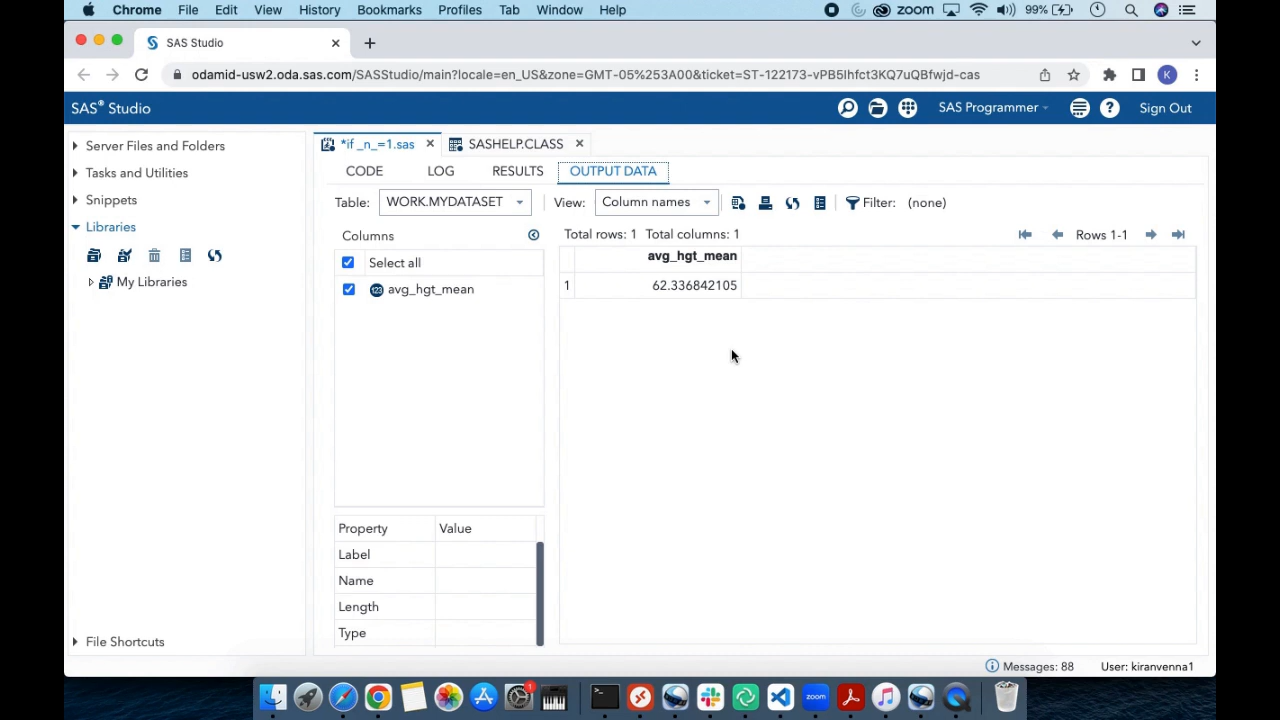 Chrome File Edit View History Bookmarks Profiles Tab Window Help zoom 99%
SAS Studio
odamid-usw2.oda.sas.com/SASStudio/main?locale=en_US&zone=GMT-05%253A00&ticket=ST-122173-vPB5lhfct3KQ7uQBfwjd-cas K
SAS® Studio SAS Programmer Sign Out
Server Files and Folders
Tasks and Utilities
Snippets
Libraries
My Libraries
File Shortcuts
*if _n_=1.sas SASHELP.CLASS
CODE LOG RESULTS OUTPUT DATA
Table: WORK.MYDATASET View: Column names Filter: (none)
Columns
Select all
123 avg_hgt_mean
Property Value
Label
Name
Length
Type
Total rows: 1 Total columns: 1 Rows 1-1
avg_hgt_mean
1 62.336842105
Messages: 88 User: kiranvenna1
1
zoom